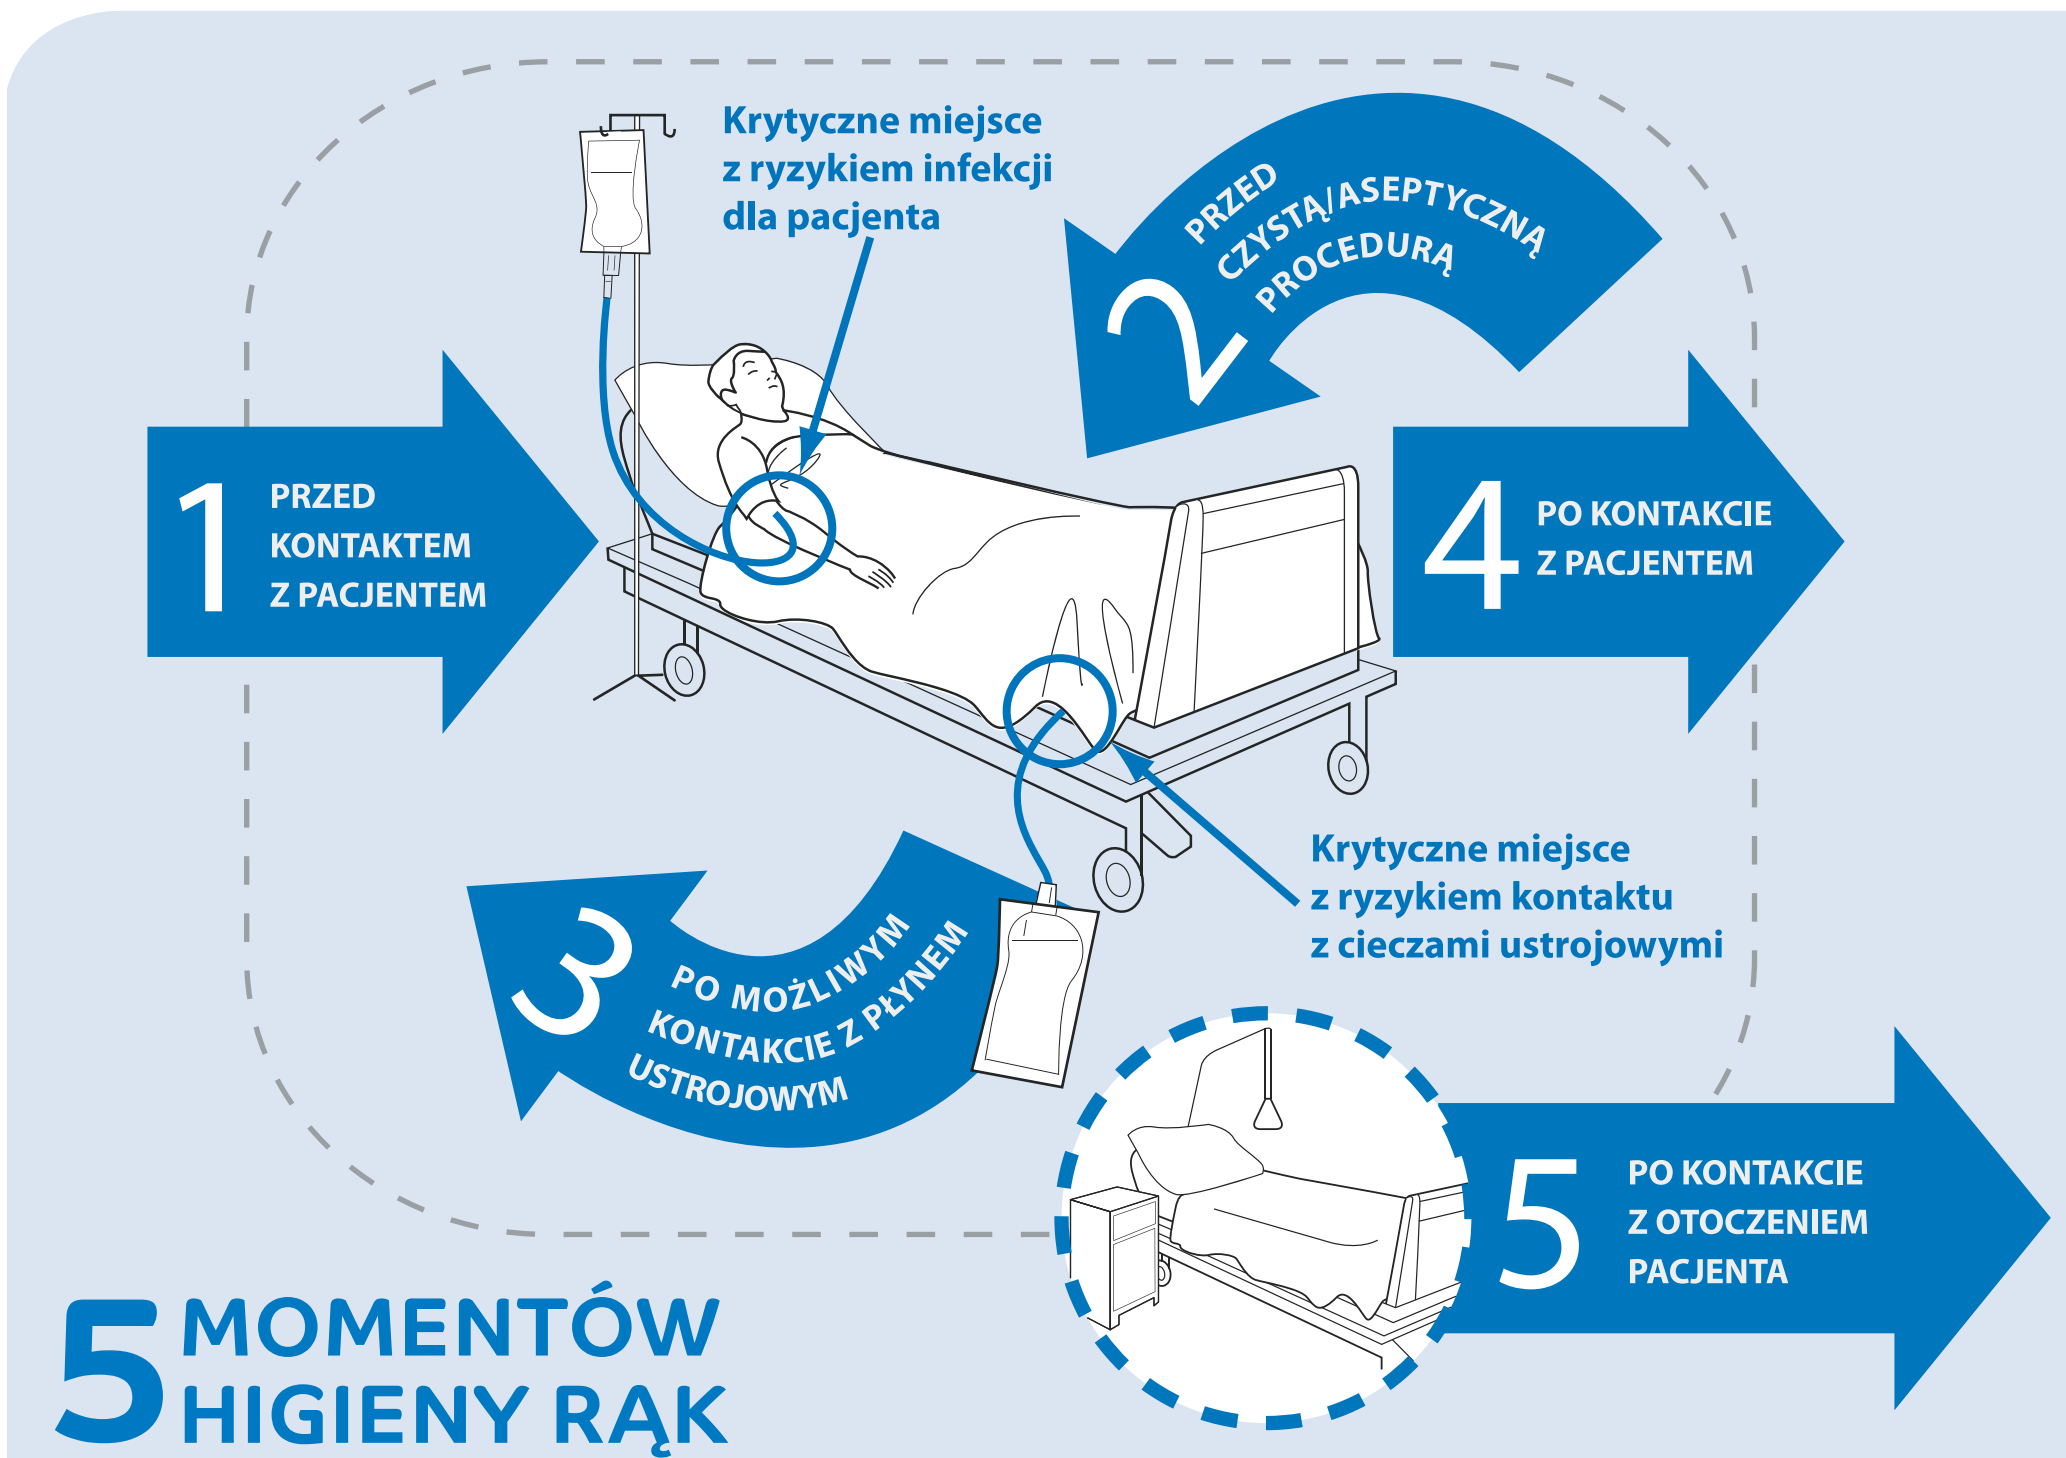 Krytyczne miejsce
z ryzykiem infekcji
dla pacjenta
1
PRZED
KONTAKTEM
Z PACJENTEM
2
PRZED
CZYSTĄ/ASEPTYCZNĄ
PROCEDURĄ
3
PO MOŻLIWYM
KONTAKCIE Z PŁYNEM
USTROJOWYM
4
PO KONTAKCIE
Z PACJENTEM
Krytyczne miejsce
z ryzykiem kontaktu
z cieczami ustrojowymi
5
PO KONTAKCIE
Z OTOCZENIEM
PACJENTA
5 MOMENTÓW
HIGIENY RĄK